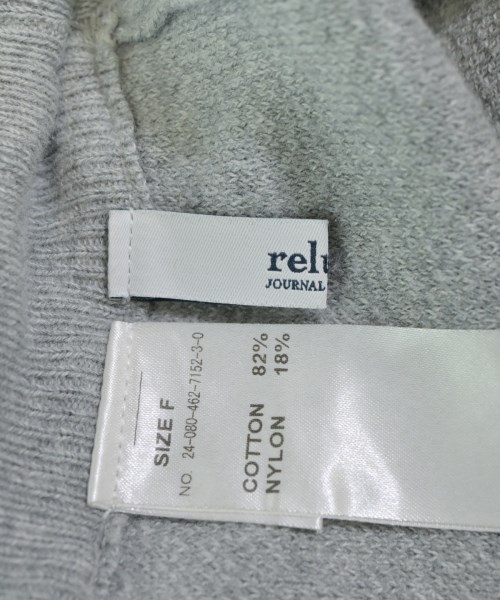 relu
JOURNAL
SIZE F
NO. 24-080-462-7152-3-0
COTTON 82%
NYLON 18%